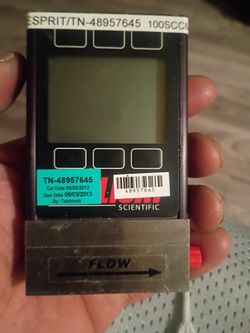 ESPRIT/TN-48957645 100SCCU
TN-48957645
Cal Date 05/03/2012
Due Date 05/03/2013
By: Tektronix
48957645
SCIENTIFIC
FLOW